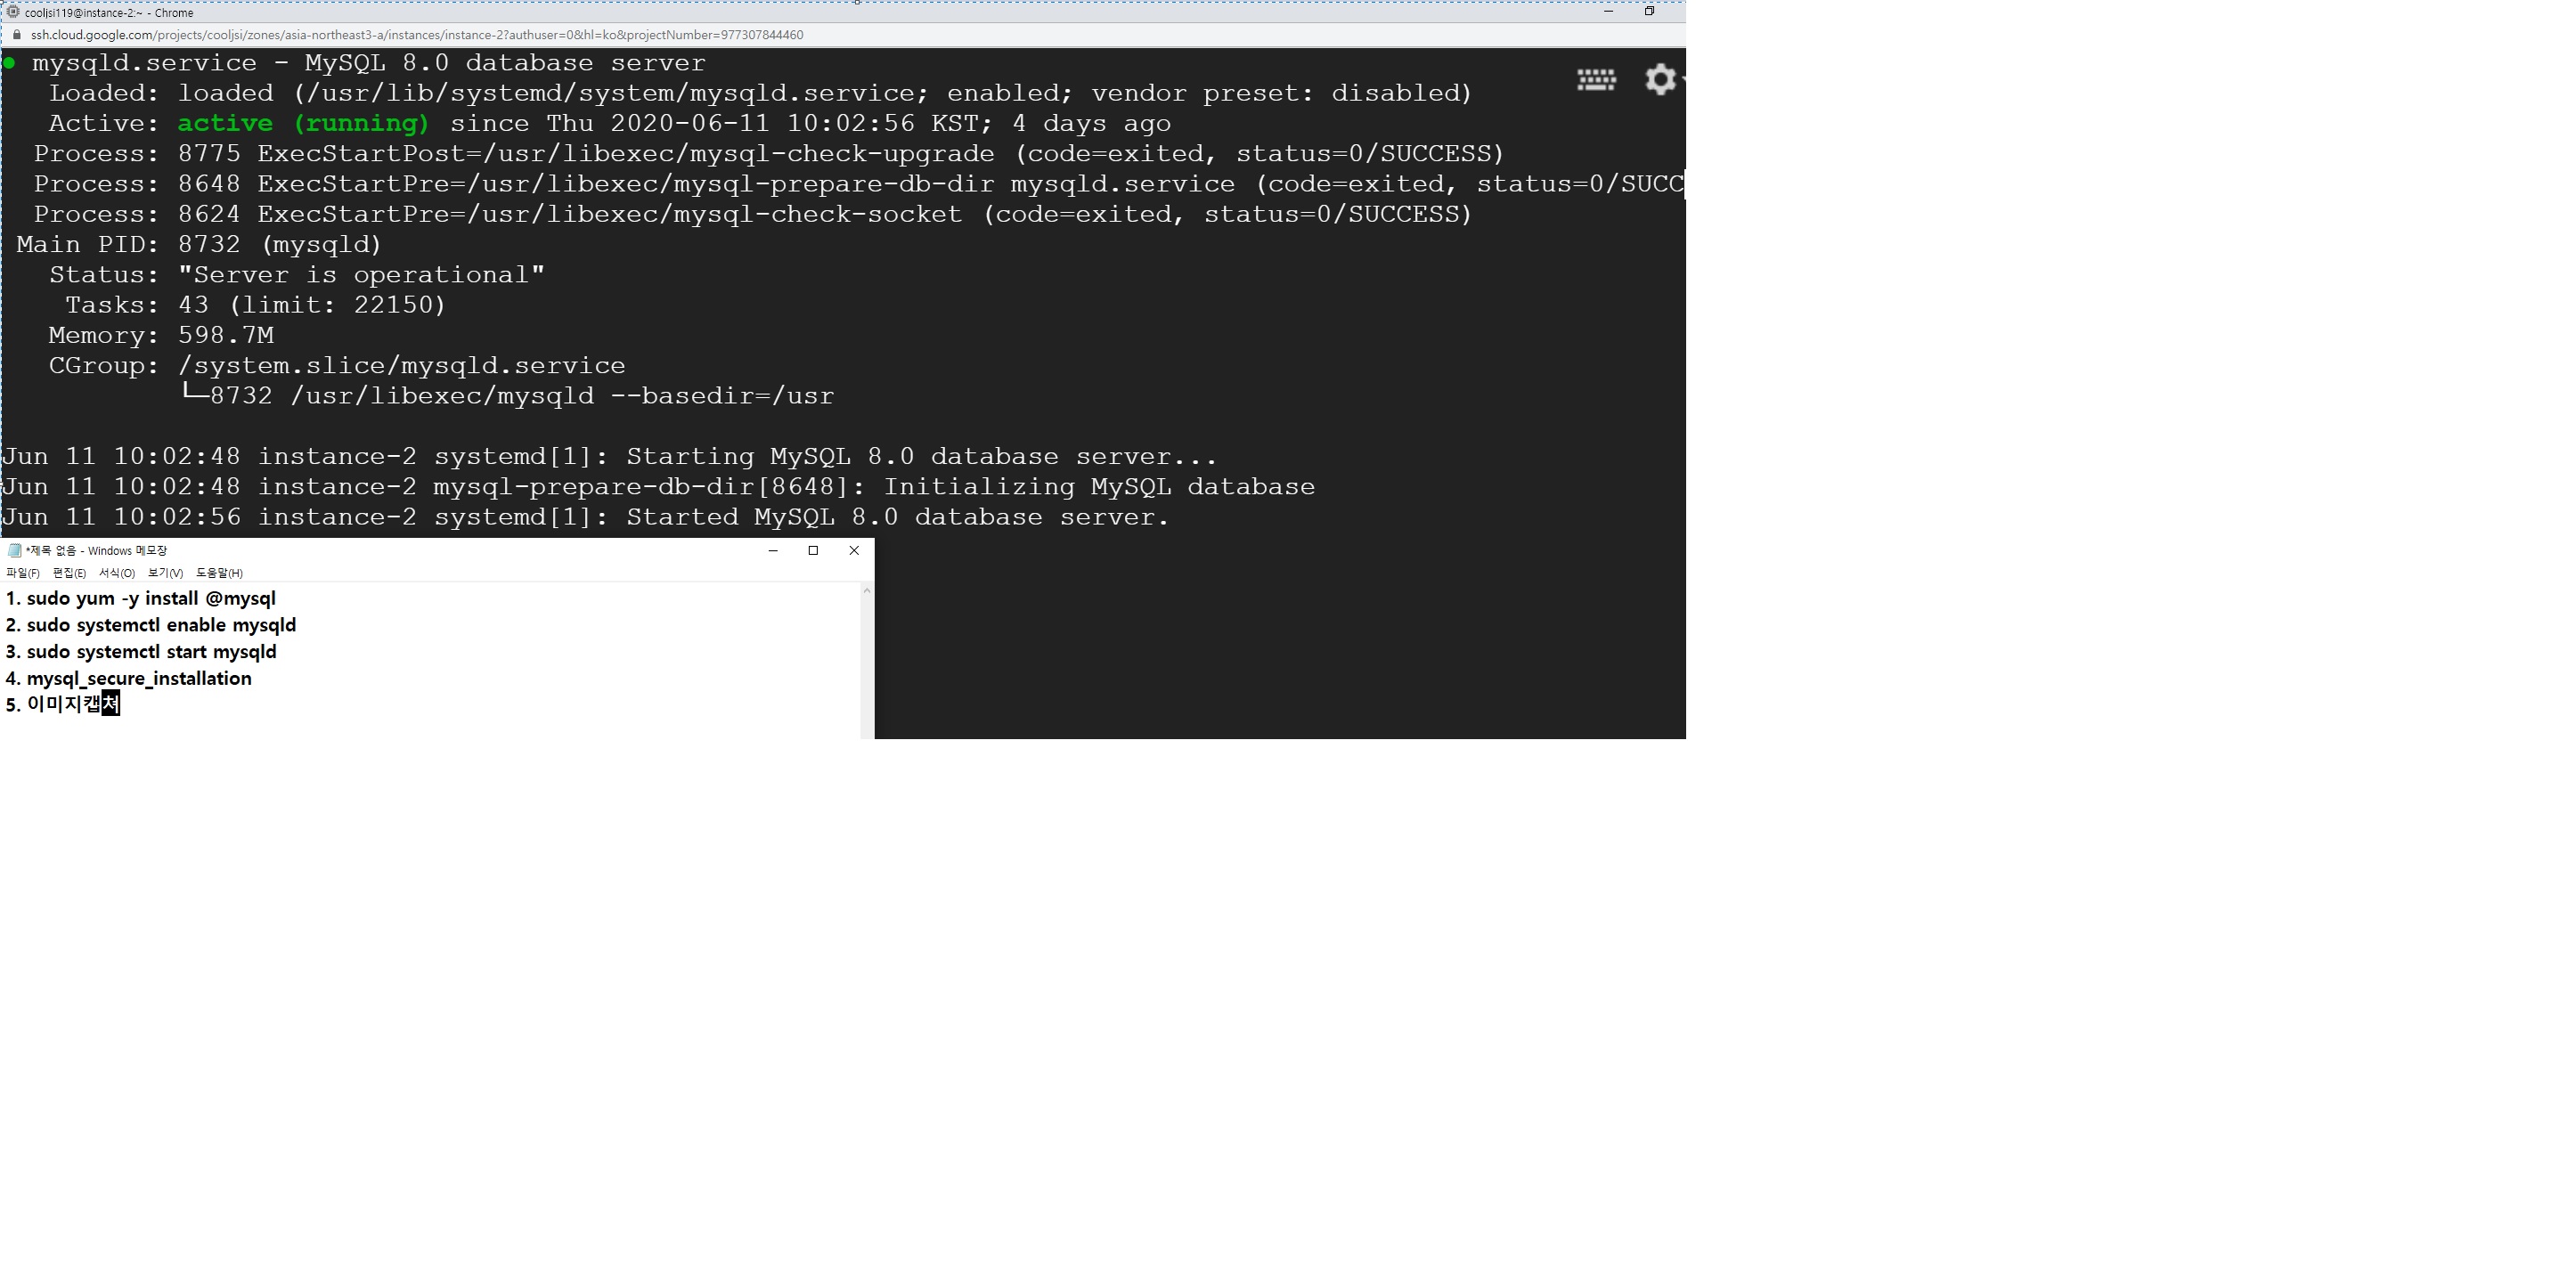 cooljsi119@instance-2:~ - Chrome
ssh.cloud.google.com/projects/cooljsi/zones/asia-northeast3-a/instances/instance-2?authuser=0&hl=ko&projectNumber=977307844460
● mysqld.service - MySQL 8.0 database server
Loaded: loaded (/usr/lib/systemd/system/mysqld.service; enabled; vendor preset: disabled)
Active: active (running) since Thu 2020-06-11 10:02:56 KST; 4 days ago
Process: 8775 ExecStartPost=/usr/libexec/mysql-check-upgrade (code=exited, status=0/SUCCESS)
Process: 8648 ExecStartPre=/usr/libexec/mysql-prepare-db-dir mysqld.service (code=exited, status=0/SUCC
Process: 8624 ExecStartPre=/usr/libexec/mysql-check-socket (code=exited, status=0/SUCCESS)
Main PID: 8732 (mysqld)
Status: "Server is operational"
Tasks: 43 (limit: 22150)
Memory: 598.7M
CGroup: /system.slice/mysqld.service
└─8732 /usr/libexec/mysqld --basedir=/usr
Jun 11 10:02:48 instance-2 systemd[1]: Starting MySQL 8.0 database server...
Jun 11 10:02:48 instance-2 mysql-prepare-db-dir[8648]: Initializing MySQL database
Jun 11 10:02:56 instance-2 systemd[1]: Started MySQL 8.0 database server.
*제목 없음 - Windows 메모장
파일(F) 편집(E) 서식(O) 보기(V) 도움말(H)
1. sudo yum -y install @mysql
2. sudo systemctl enable mysqld
3. sudo systemctl start mysqld
4. mysql_secure_installation
5. 이미지캡쳐